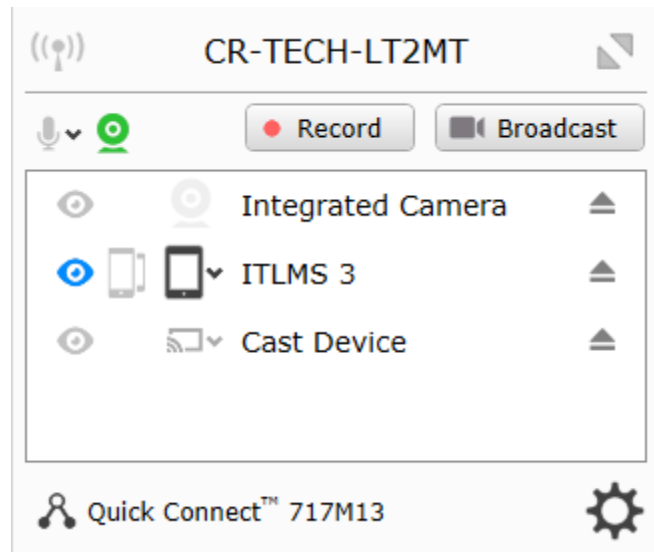 CR-TECH-LT2MT
Record Broadcast
Integrated Camera
ITLMS 3
Cast Device
Quick Connect™ 717M13